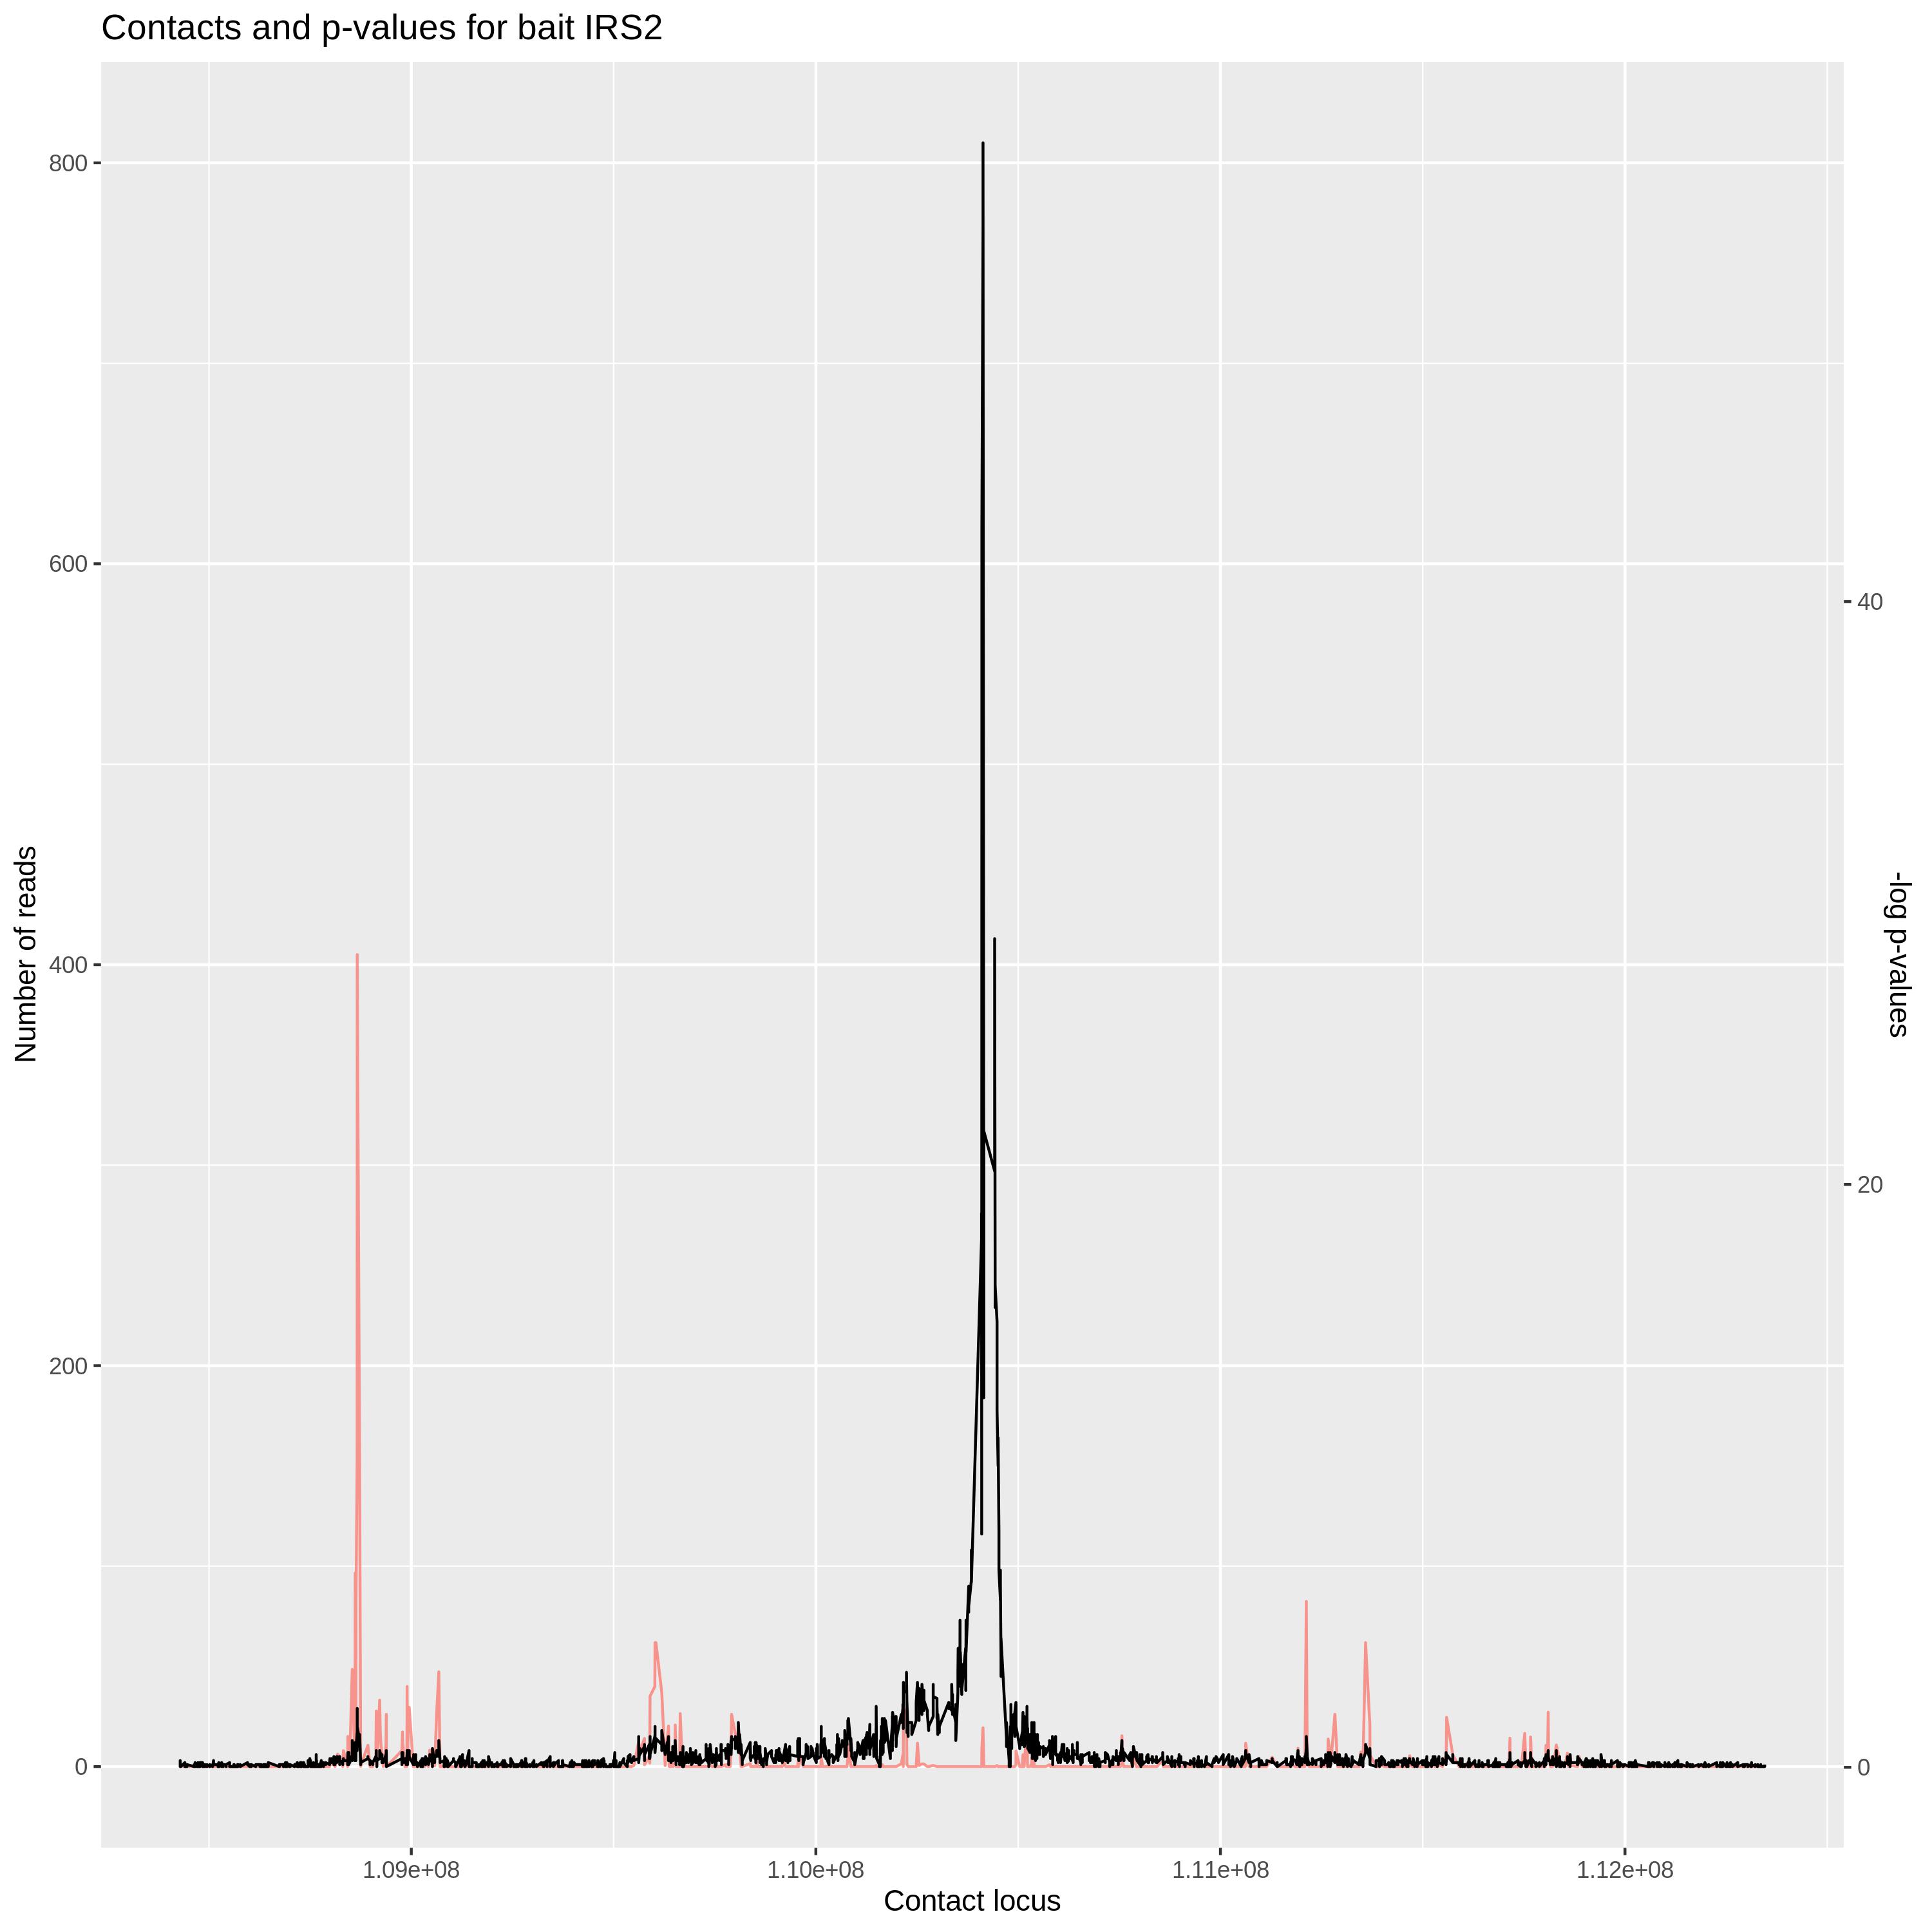 Contacts and p-values for bait IRS2
800
600
400
200
0
Number of reads
40
20
0
-log p-values
1.09e+08
1.10e+08
1.11e+08
1.12e+08
Contact locus